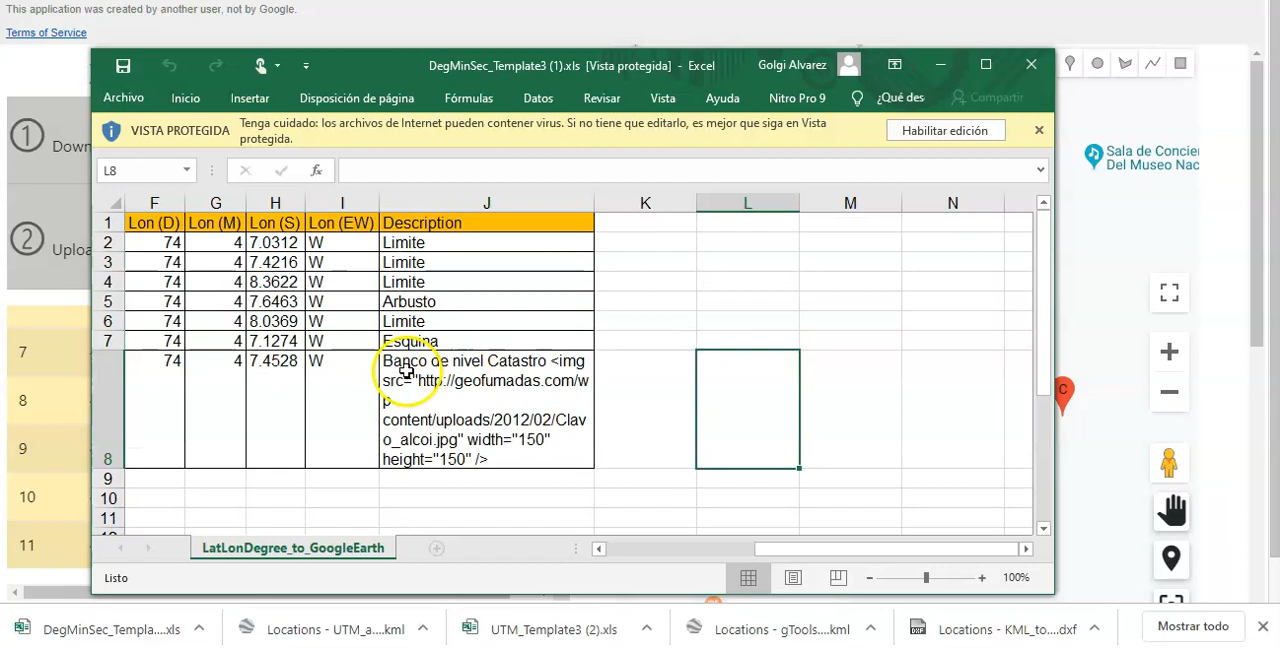 This application was created by another user, not by Google.
Terms of Service
DegMinSec_Template3 (1).xls [Vista protegida] - Excel
Golgi Alvarez
Archivo Inicio Insertar Disposición de página Fórmulas Datos Revisar Vista Ayuda Nitro Pro 9 ¿Qué des Compartir
VISTA PROTEGIDA Tenga cuidado: los archivos de Internet pueden contener virus. Si no tiene que editarlo, es mejor que siga en Vista
protegida.
Habilitar edición
L8 fx
F G H I J K L M N
1 Lon (D) Lon (M) Lon (S) Lon (EW) Description
2 74 4 7.0312 W Limite
3 74 4 7.4216 W Limite
4 74 4 8.3622 W Limite
5 74 4 7.6463 W Arbusto
6 74 4 8.0369 W Limite
7 74 4 7.1274 W Esquina
8 74 4 7.4528 W Banco de nivel Catastro <img
src="http://geofumadas.com/w
p
content/uploads/2012/02/Clav
o_alcoi.jpg" width="150"
height="150" />
9
10
11
LatLonDegree_to_GoogleEarth
Listo
100%
1 Down
2 Uploa
7
8
9
10
11
Sala de Concier
Del Museo Nac
C
DegMinSec_Templa....xls
Locations - UTM_a....kml
UTM_Template3 (2).xls
Locations - gTools....kml
Locations - KML_to....dxf
Mostrar todo